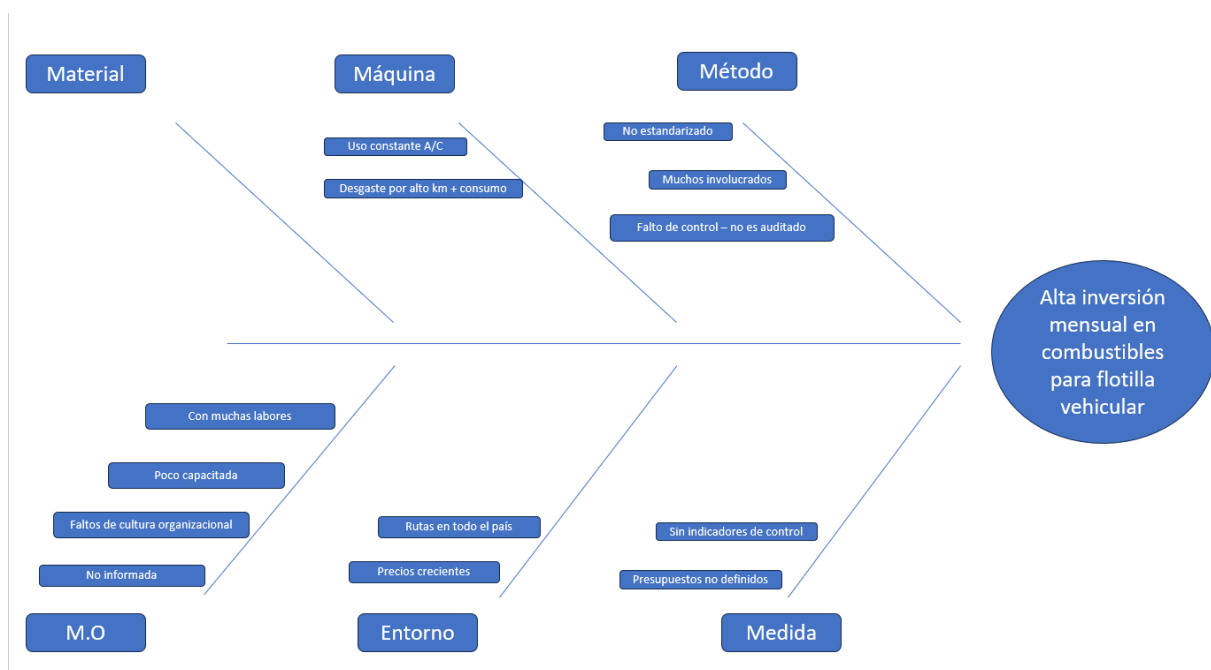 Material
Máquina
Método
No estandarizado
Uso constante A/C
Muchos involucrados
Desgaste por alto km + consumo
Falto de control – no es auditado
Alta inversión
mensual en
combustibles
para flotilla
vehicular
Con muchas labores
Poco capacitada
Faltos de cultura organizacional
No informada
Rutas en todo el país
Precios crecientes
Sin indicadores de control
Presupuestos no definidos
M.O
Entorno
Medida